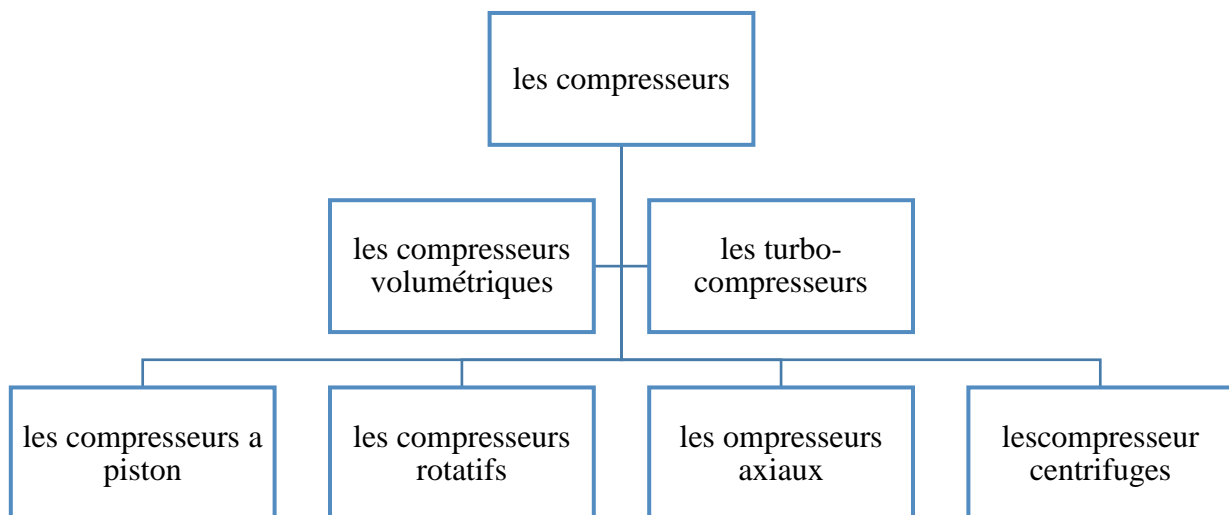 les compresseurs
les compresseurs
volumétriques
les turbo-
compresseurs
les compresseurs a
piston
les compresseurs
rotatifs
les ompresseurs
axiaux
lescompresseur
centrifuges